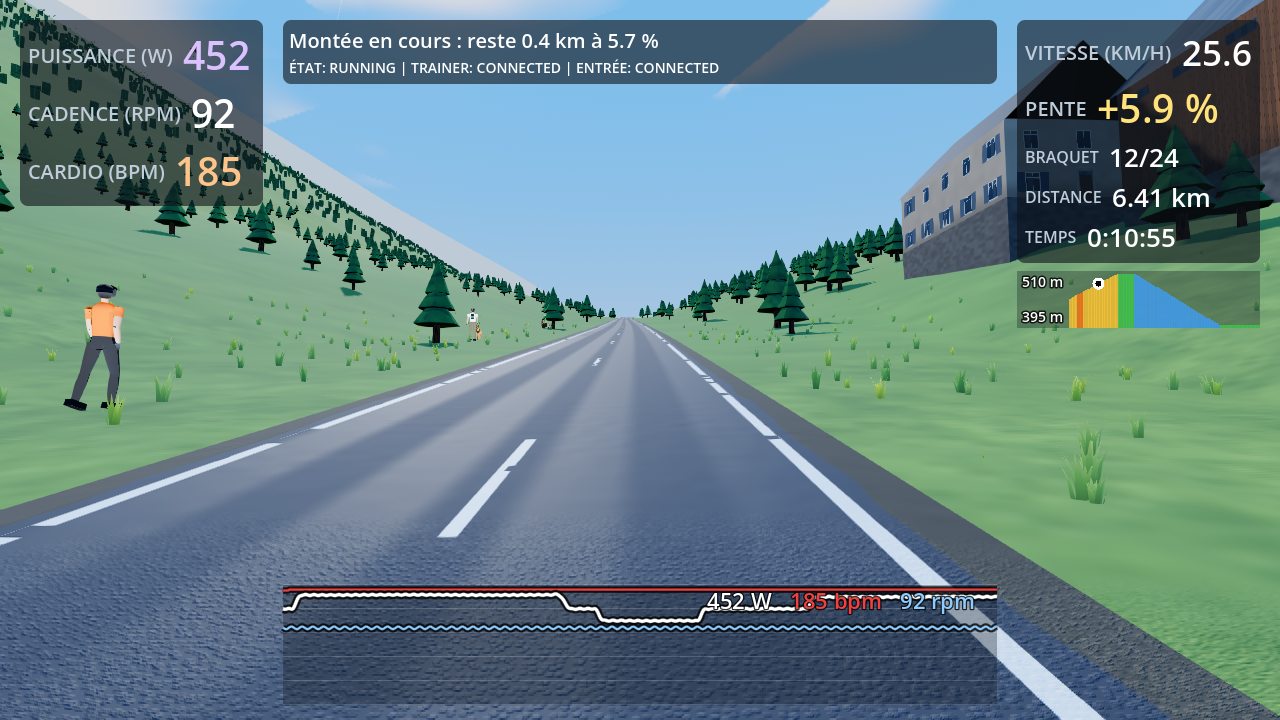 PUISSANCE (W) 452
CADENCE (RPM) 92
CARDIO (BPM) 185
Montée en cours : reste 0.4 km à 5.7 %
ÉTAT: RUNNING | TRAINER: CONNECTED | ENTRÉE: CONNECTED
VITESSE (KM/H) 25.6
PENTE +5.9 %
BRAQUET 12/24
DISTANCE 6.41 km
TEMPS 0:10:55
510 m
395 m
452 W 185 bpm 92 rpm